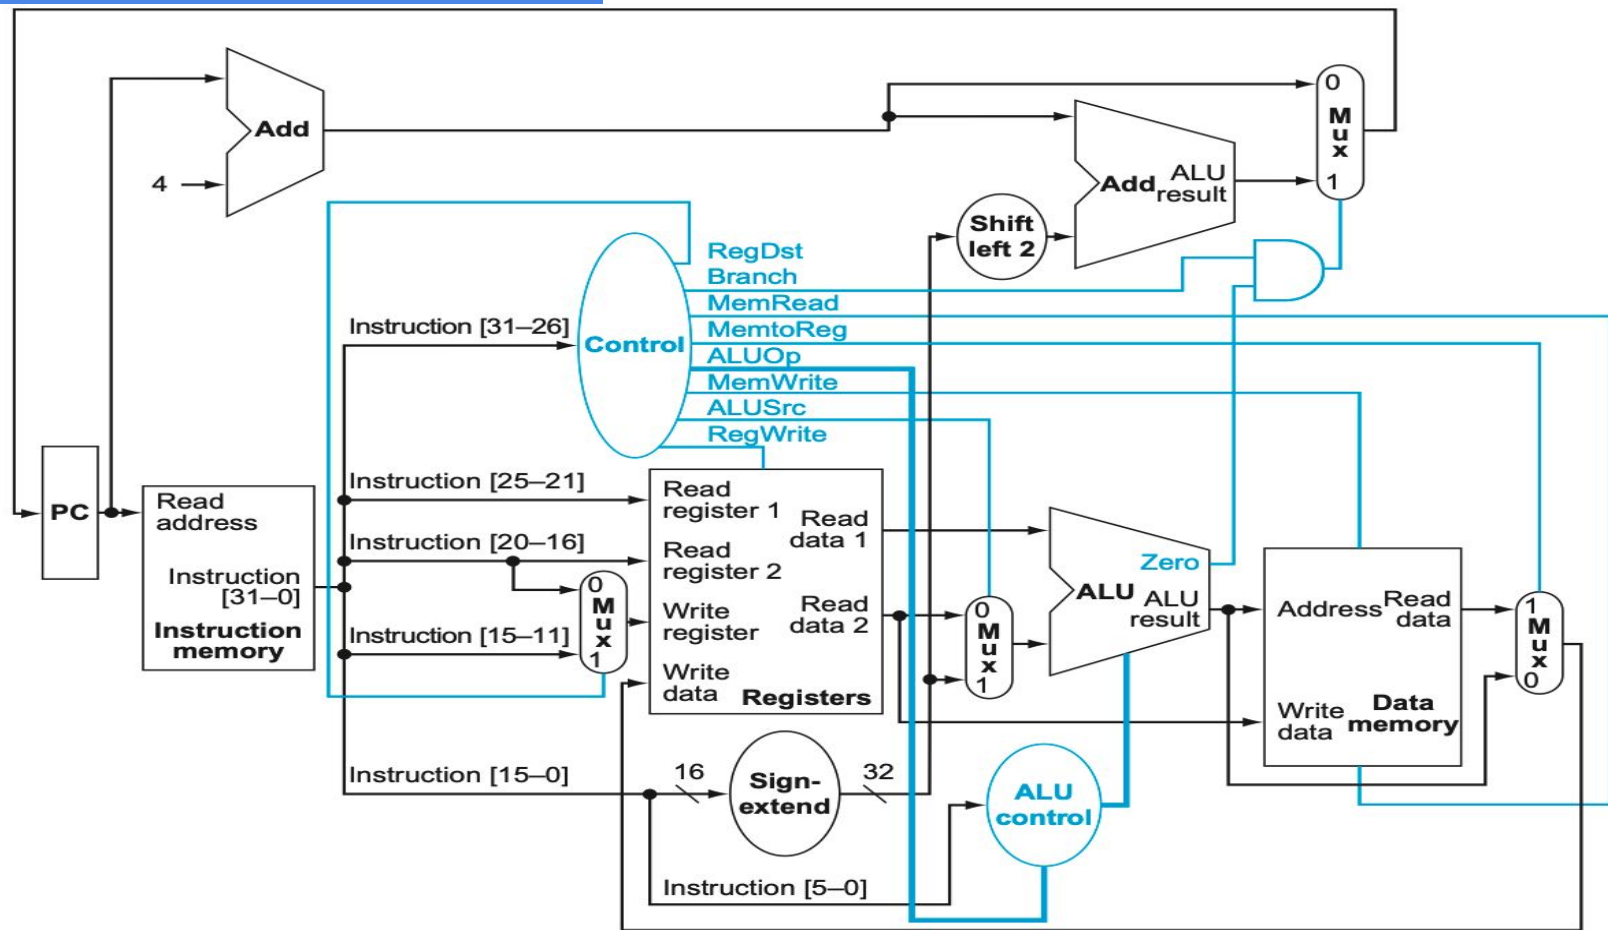 0
M
u
x
1
Add
4
Add
ALU
result
Shift
left 2
RegDst
Branch
MemRead
MemtoReg
ALUOp
MemWrite
ALUSrc
RegWrite
Control
Instruction [31–26]
Instruction [25–21]
Instruction [20–16]
Instruction [15–11]
Instruction [15–0]
Instruction [5–0]
PC
Read
address
Instruction
[31–0]
Instruction
memory
0
M
u
x
1
Read
register 1
Read
register 2
Write
register
Write
data
Read
data 1
Read
data 2
Registers
0
M
u
x
1
Zero
ALU
ALU
result
Address
Read
data
Write
data
Data
memory
1
M
u
x
0
16
Sign-
extend
32
ALU
control